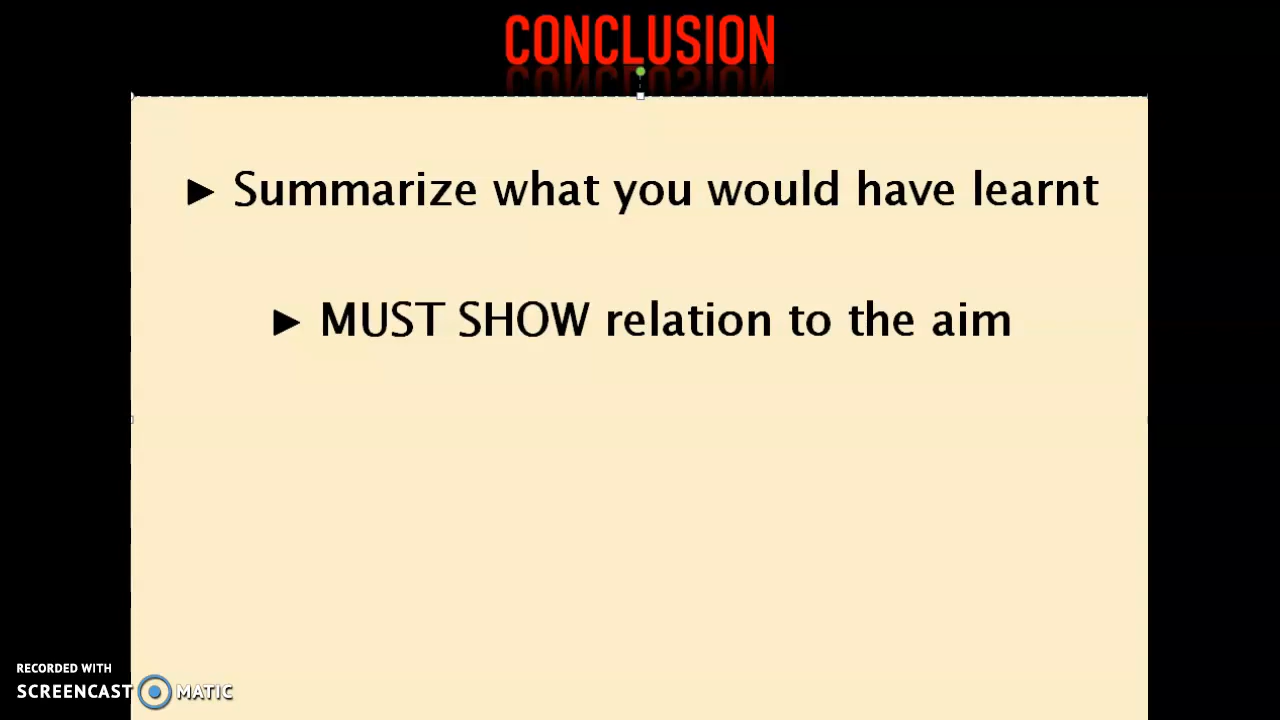 CONCLUSION
► Summarize what you would have learnt
► MUST SHOW relation to the aim
RECORDED WITH
SCREENCAST MATIC